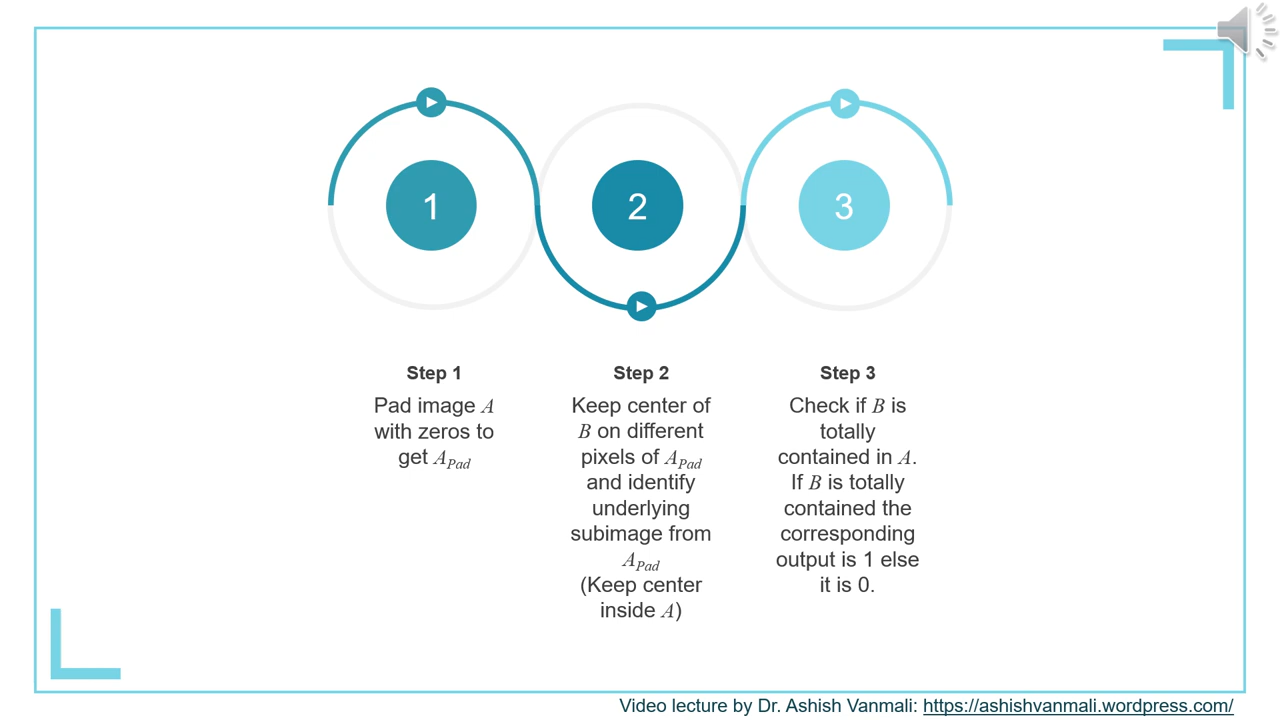 1
2
3
Step 1
Pad image A
with zeros to
get A_Pad
Step 2
Keep center of
B on different
pixels of A_Pad
and identify
underlying
subimage from
A_Pad
(Keep center
inside A)
Step 3
Check if B is
totally
contained in A.
If B is totally
contained the
corresponding
output is 1 else
it is 0.
Video lecture by Dr. Ashish Vanmali: https://ashishvanmali.wordpress.com/